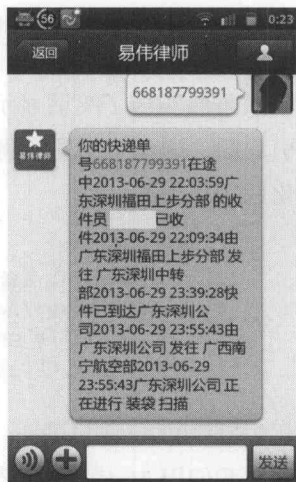 56
0:23
返回
易伟律师
668187799391
易伟律师
你的快递单
号668187799391在途
中2013-06-29 22:03:59广
东深圳福田上步分部 的收
件员 已收
件2013-06-29 22:09:34由
广东深圳福田上步分部 发
往 广东深圳中转
部2013-06-29 23:39:28快
件已到达广东深圳公
司2013-06-29 23:55:43由
广东深圳公司 发往 广西南
宁航空部2013-06-29
23:55:43广东深圳公司 正
在进行 装袋 扫描
发送